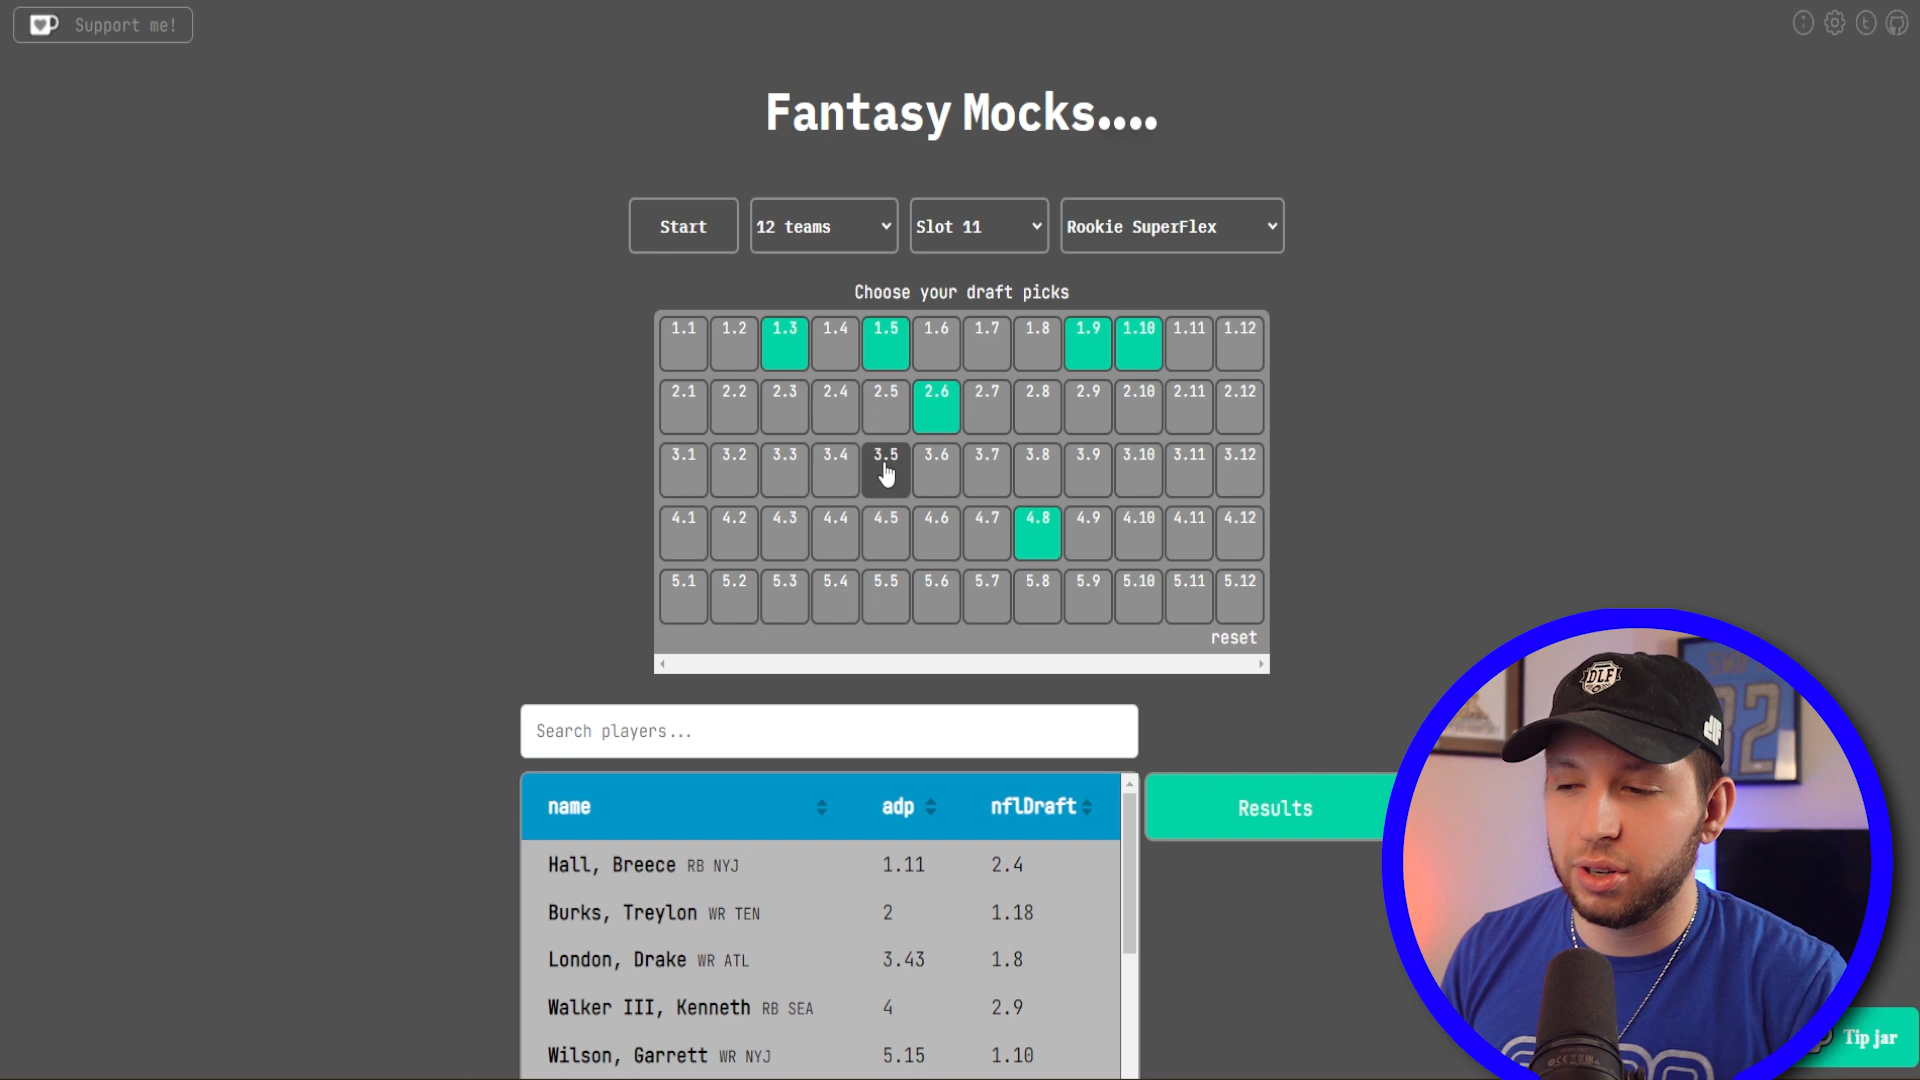 Support me!
Fantasy Mocks....
Start
12 teams
Slot 11
Rookie SuperFlex
Choose your draft picks
1.1 1.2 1.3 1.4 1.5 1.6 1.7 1.8 1.9 1.10 1.11 1.12
2.1 2.2 2.3 2.4 2.5 2.6 2.7 2.8 2.9 2.10 2.11 2.12
3.1 3.2 3.3 3.4 3.5 3.6 3.7 3.8 3.9 3.10 3.11 3.12
4.1 4.2 4.3 4.4 4.5 4.6 4.7 4.8 4.9 4.10 4.11 4.12
5.1 5.2 5.3 5.4 5.5 5.6 5.7 5.8 5.9 5.10 5.11 5.12
reset
Search players...
name adp nflDraft
Results
Hall, Breece RB NYJ 1.11 2.4
Burks, Treylon WR TEN 2 1.18
London, Drake WR ATL 3.43 1.8
Walker III, Kenneth RB SEA 4 2.9
Wilson, Garrett WR NYJ 5.15 1.10
DLF
Tip jar